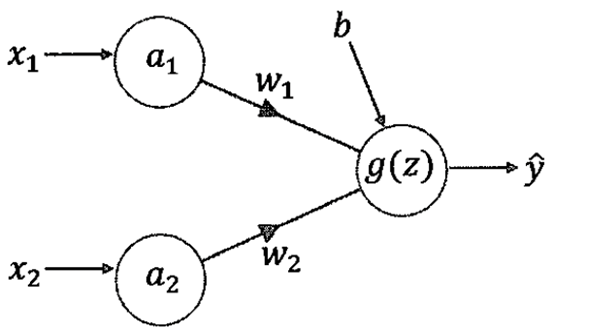 x₁
a₁
w₁
b
g(z)
ŷ
x₂
a₂
w₂